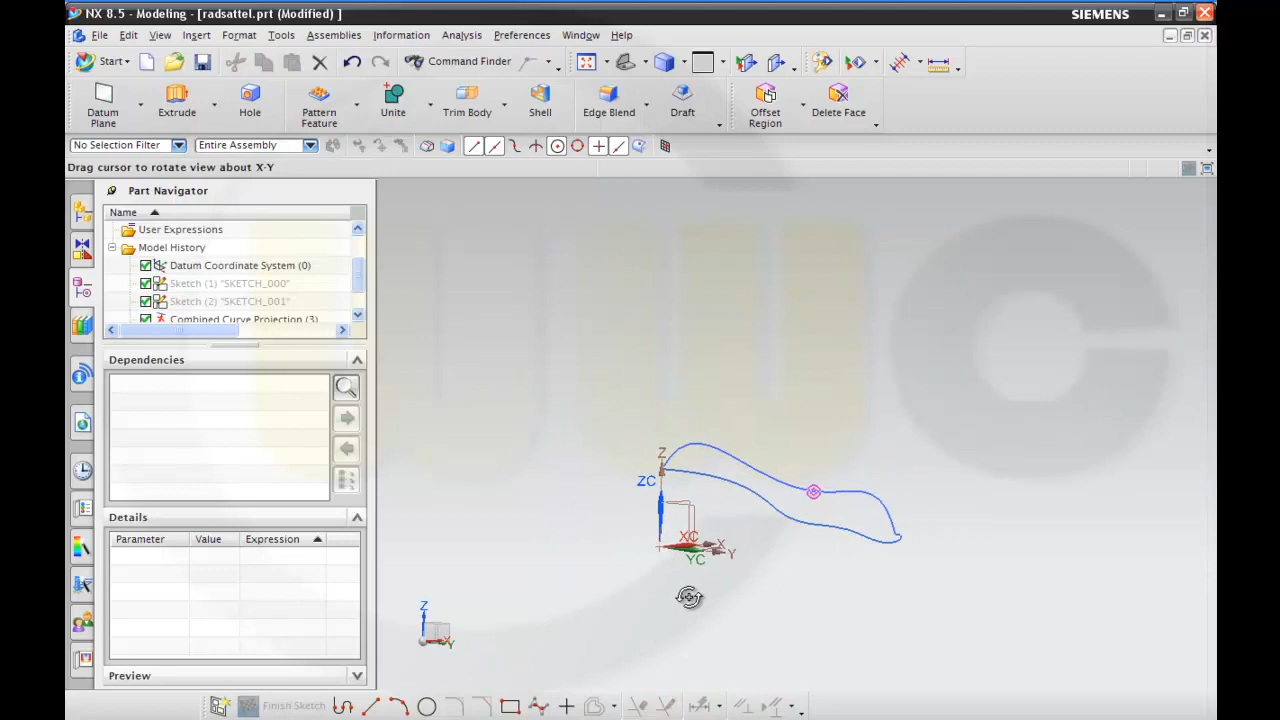 NX 8.5 - Modeling - [radsattel.prt (Modified) ]
SIEMENS
File Edit View Insert Format Tools Assemblies Information Analysis Preferences Window Help
Start
Command Finder
Datum Plane
Extrude
Hole
Pattern Feature
Unite
Trim Body
Shell
Edge Blend
Draft
Offset Region
Delete Face
No Selection Filter
Entire Assembly
Drag cursor to rotate view about X-Y
Part Navigator
Name
User Expressions
Model History
Datum Coordinate System (0)
Sketch (1) "SKETCH_000"
Sketch (2) "SKETCH_001"
Combined Curve Projection (3)
Dependencies
Details
Parameter Value Expression
Preview
Z
ZC
XC
X
Y
YC
Z
X
Y
Finish Sketch